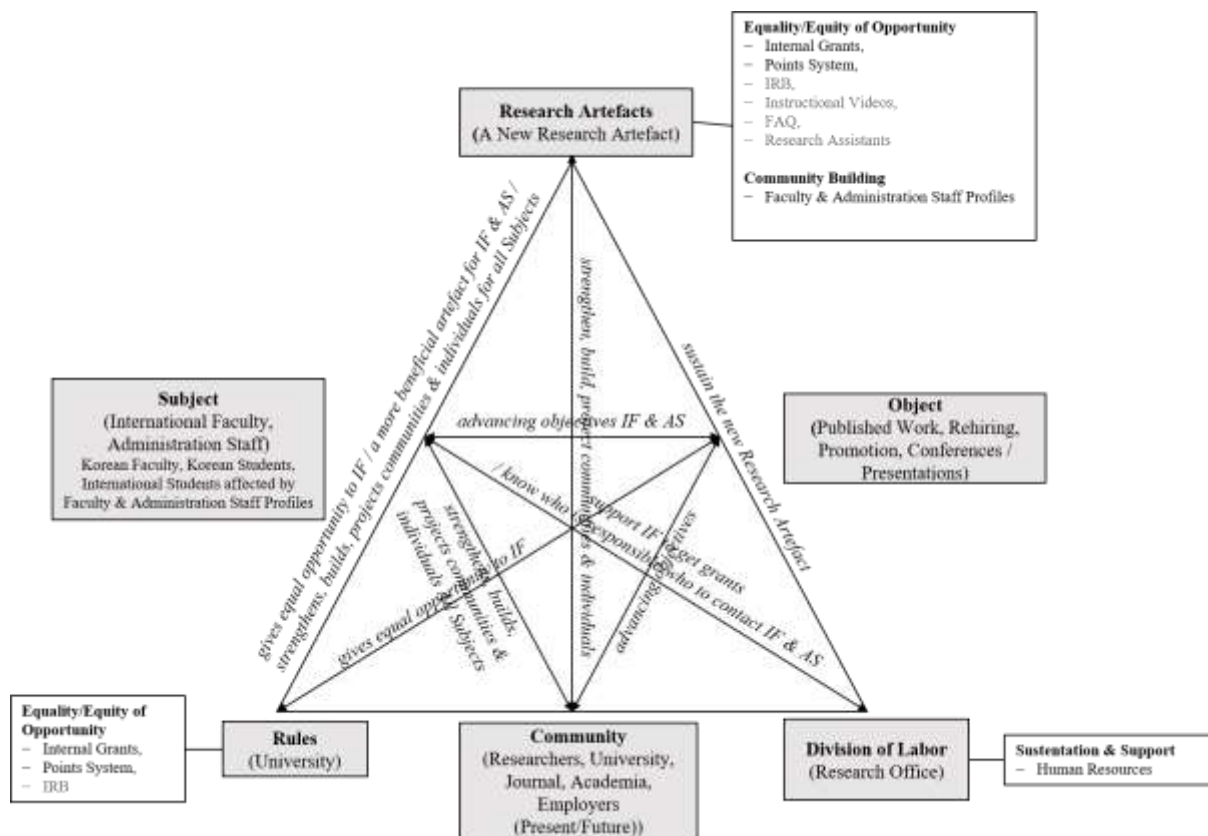 Equality/Equity of Opportunity
– Internal Grants,
– Points System,
– IRB,
– Instructional Videos,
– FAQ,
– Research Assistants
Community Building
– Faculty & Administration Staff Profiles
Research Artefacts
(A New Research Artefact)
gives equal opportunity to IF / a more beneficial artefact for IF & AS /
strengthens, builds, projects communities & individuals for all Subjects
strengthen, build, project communities & individuals
sustain the new Research Artefact
Subject
(International Faculty,
Administration Staff)
Korean Faculty, Korean Students,
International Students affected by
Faculty & Administration Staff Profiles
advancing objectives IF & AS
Object
(Published Work, Rehiring,
Promotion, Conferences /
Presentations)
strengthens, builds,
projects communities &
individuals all Subjects
gives equal opportunity to IF
support IF to get grants
/ know who is responsible/who to contact IF & AS
advancing objectives
Equality/Equity of
Opportunity
– Internal Grants,
– Points System,
– IRB
Rules
(University)
Community
(Researchers, University,
Journal, Academia,
Employers
(Present/Future))
Division of Labor
(Research Office)
Sustentation & Support
– Human Resources